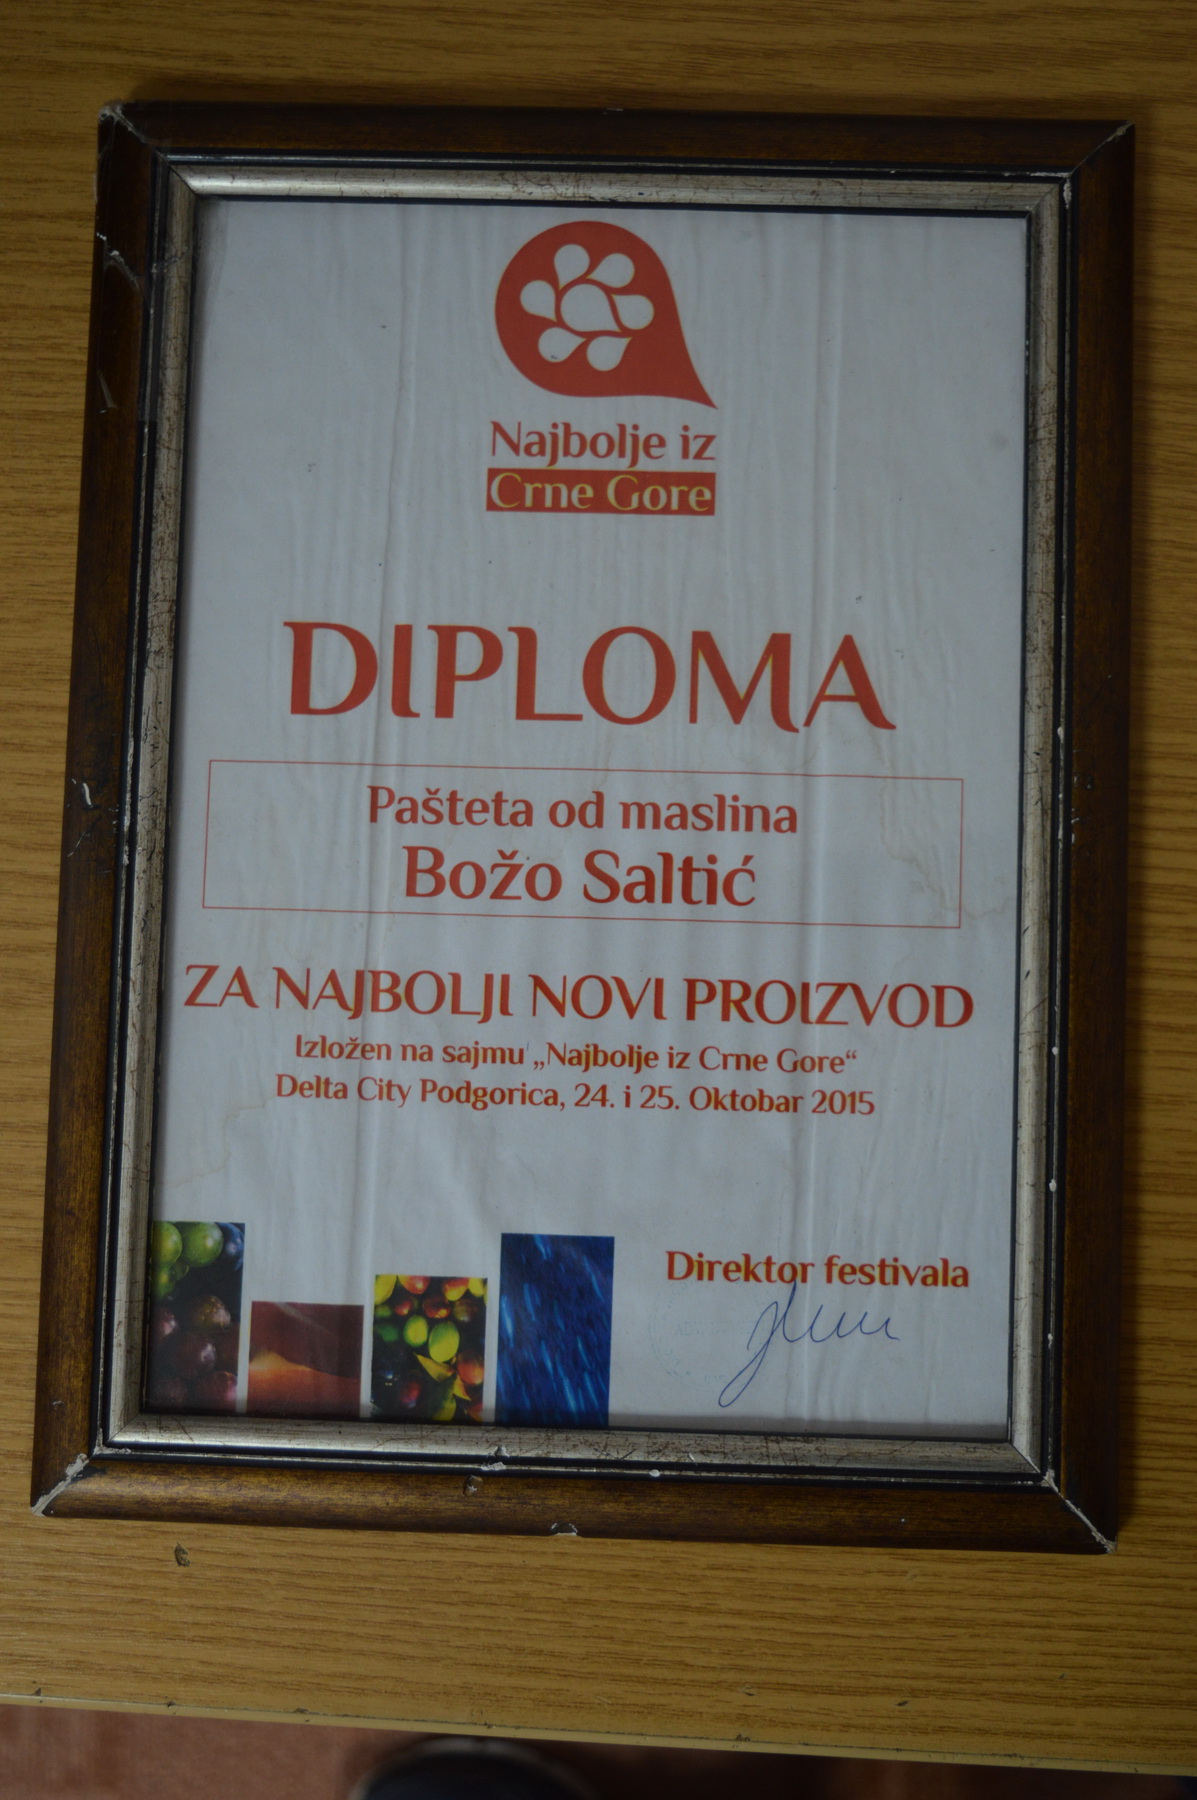 Najbolje iz
Crne Gore
DIPLOMA
Pašteta od maslina
Božo Saltić
ZA NAJBOLJI NOVI PROIZVOD
Izložen na sajmu „Najbolje iz Crne Gore“
Delta City Podgorica, 24. i 25. Oktobar 2015
Direktor festivala